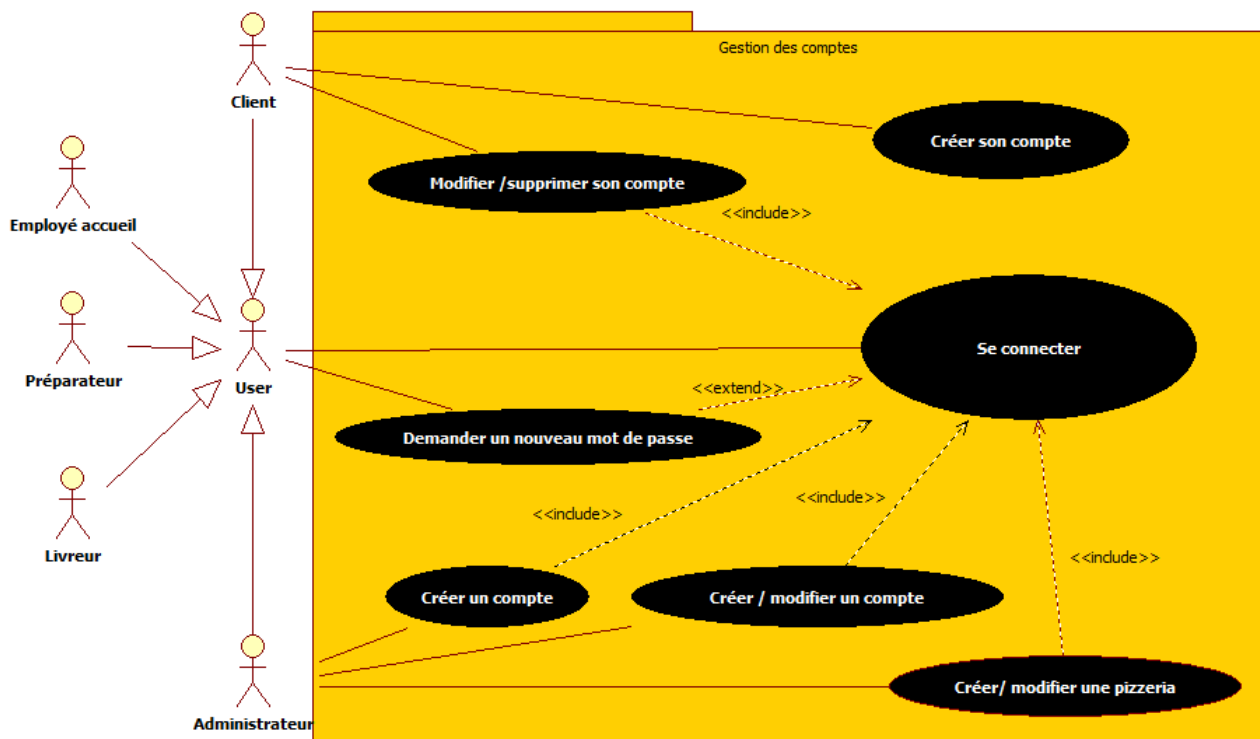 Gestion des comptes
Client
Créer son compte
Modifier /supprimer son compte
<<include>>
Employé accueil
Se connecter
Préparateur
User
<<extend>>
Demander un nouveau mot de passe
<<include>>
<<include>>
Livreur
<<include>>
Créer un compte
Créer / modifier un compte
Créer/ modifier une pizzeria
Administrateur